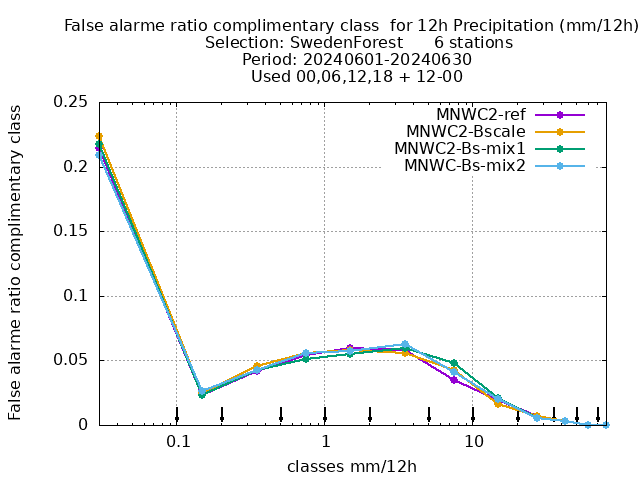 False alarme ratio complimentary class  for 12h Precipitation (mm/12h)
Selection: SwedenForest      6 stations
Period: 20240601-20240630
Used 00,06,12,18 + 12-00
False alarme ratio complimentary class
0.25
0.2
0.15
0.1
0.05
0
MNWC2-ref
MNWC2-Bscale
MNWC2-Bs-mix1
MNWC-Bs-mix2
0.1
1
10
classes mm/12h